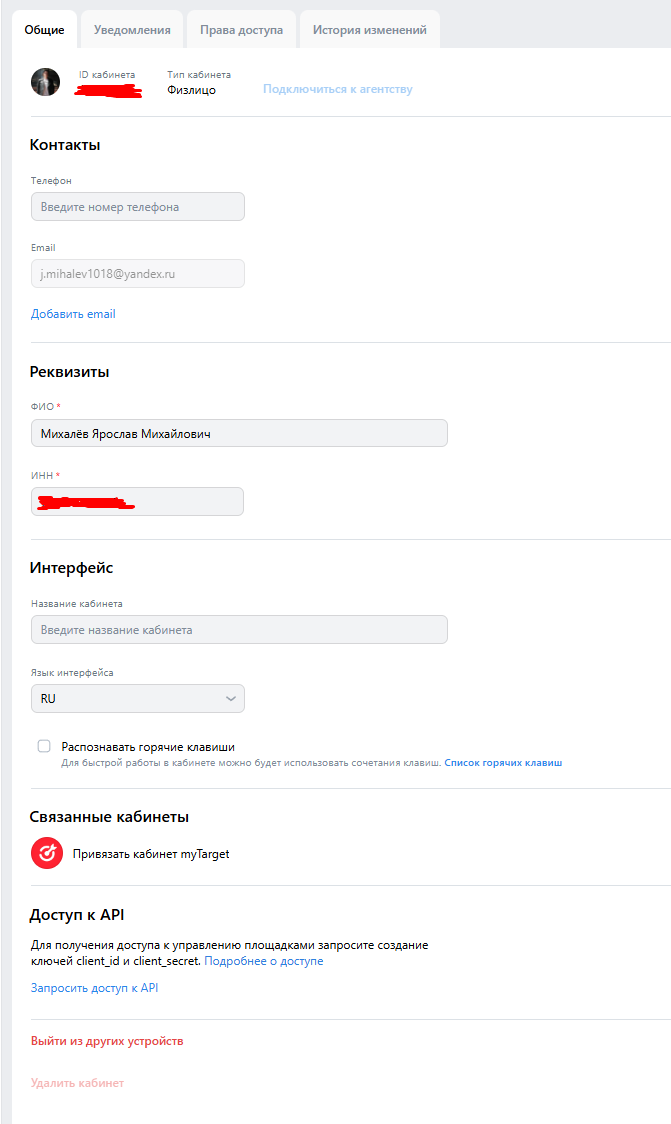 Общие
Уведомления
Права доступа
История изменений
ID кабинета
Тип кабинета
Физлицо
Подключиться к агентству
Контакты
Телефон
Введите номер телефона
Email
j.mihalev1018@yandex.ru
Добавить email
Реквизиты
ФИО *
Михалёв Ярослав Михайлович
ИНН *
Интерфейс
Название кабинета
Введите название кабинета
Язык интерфейса
RU
Распознавать горячие клавиши
Для быстрой работы в кабинете можно будет использовать сочетания клавиш. Список горячих клавиш
Связанные кабинеты
Привязать кабинет myTarget
Доступ к API
Для получения доступа к управлению площадками запросите создание
ключей client_id и client_secret. Подробнее о доступе
Запросить доступ к API
Выйти из других устройств
Удалить кабинет